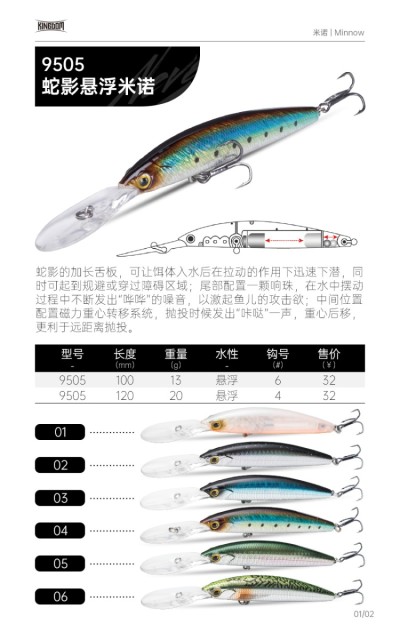 KINGDOM
米诺 | Minnow
9505
蛇影悬浮米诺
蛇影的加长舌板，可让饵体入水后在拉动的作用下迅速下潜，同
时可起到规避或穿过障碍区域；尾部配置一颗响珠，在水中摆动
过程中不断发出“哗哗”的噪音，以激起鱼儿的攻击欲；中间位置
配置磁力重心转移系统，抛投时候发出“咔哒”一声，重心后移，
更利于远距离抛投。
型号 长度 重量 水性 钩号 售价
- (mm) (g) - (#) (¥)
9505 100 13 悬浮 6 32
9505 120 20 悬浮 4 32
01
02
03
04
05
06
01/02